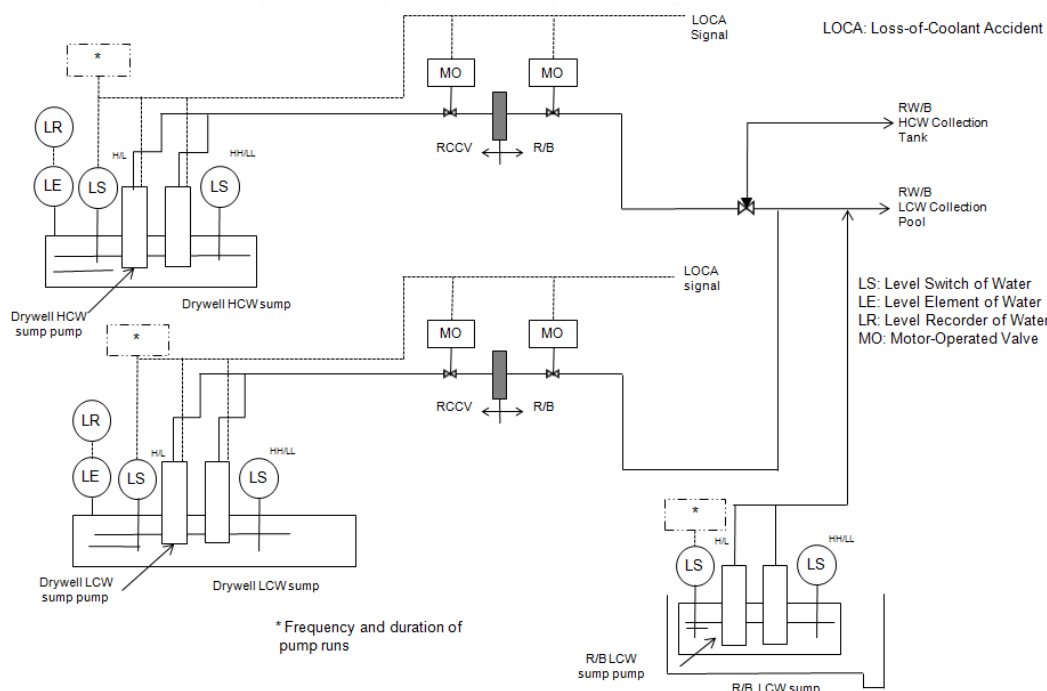 LOCA
Signal
LOCA: Loss-of-Coolant Accident
*
MO
MO
LR
RW/B
HCW Collection
Tank
H/L
HH/LL
RCCV
R/B
LE
LS
LS
RW/B
LCW Collection
Pool
Drywell HCW sump
Drywell HCW
sump pump
LOCA
signal
LS: Level Switch of Water
LE: Level Element of Water
LR: Level Recorder of Water
MO: Motor-Operated Valve
*
MO
MO
RCCV
R/B
LR
H/L
HH/LL
LE
LS
LS
Drywell LCW
sump pump
Drywell LCW sump
*
H/L
HH/LL
LS
LS
* Frequency and duration of
pump runs
R/B LCW
sump pump
R/B LCW sump